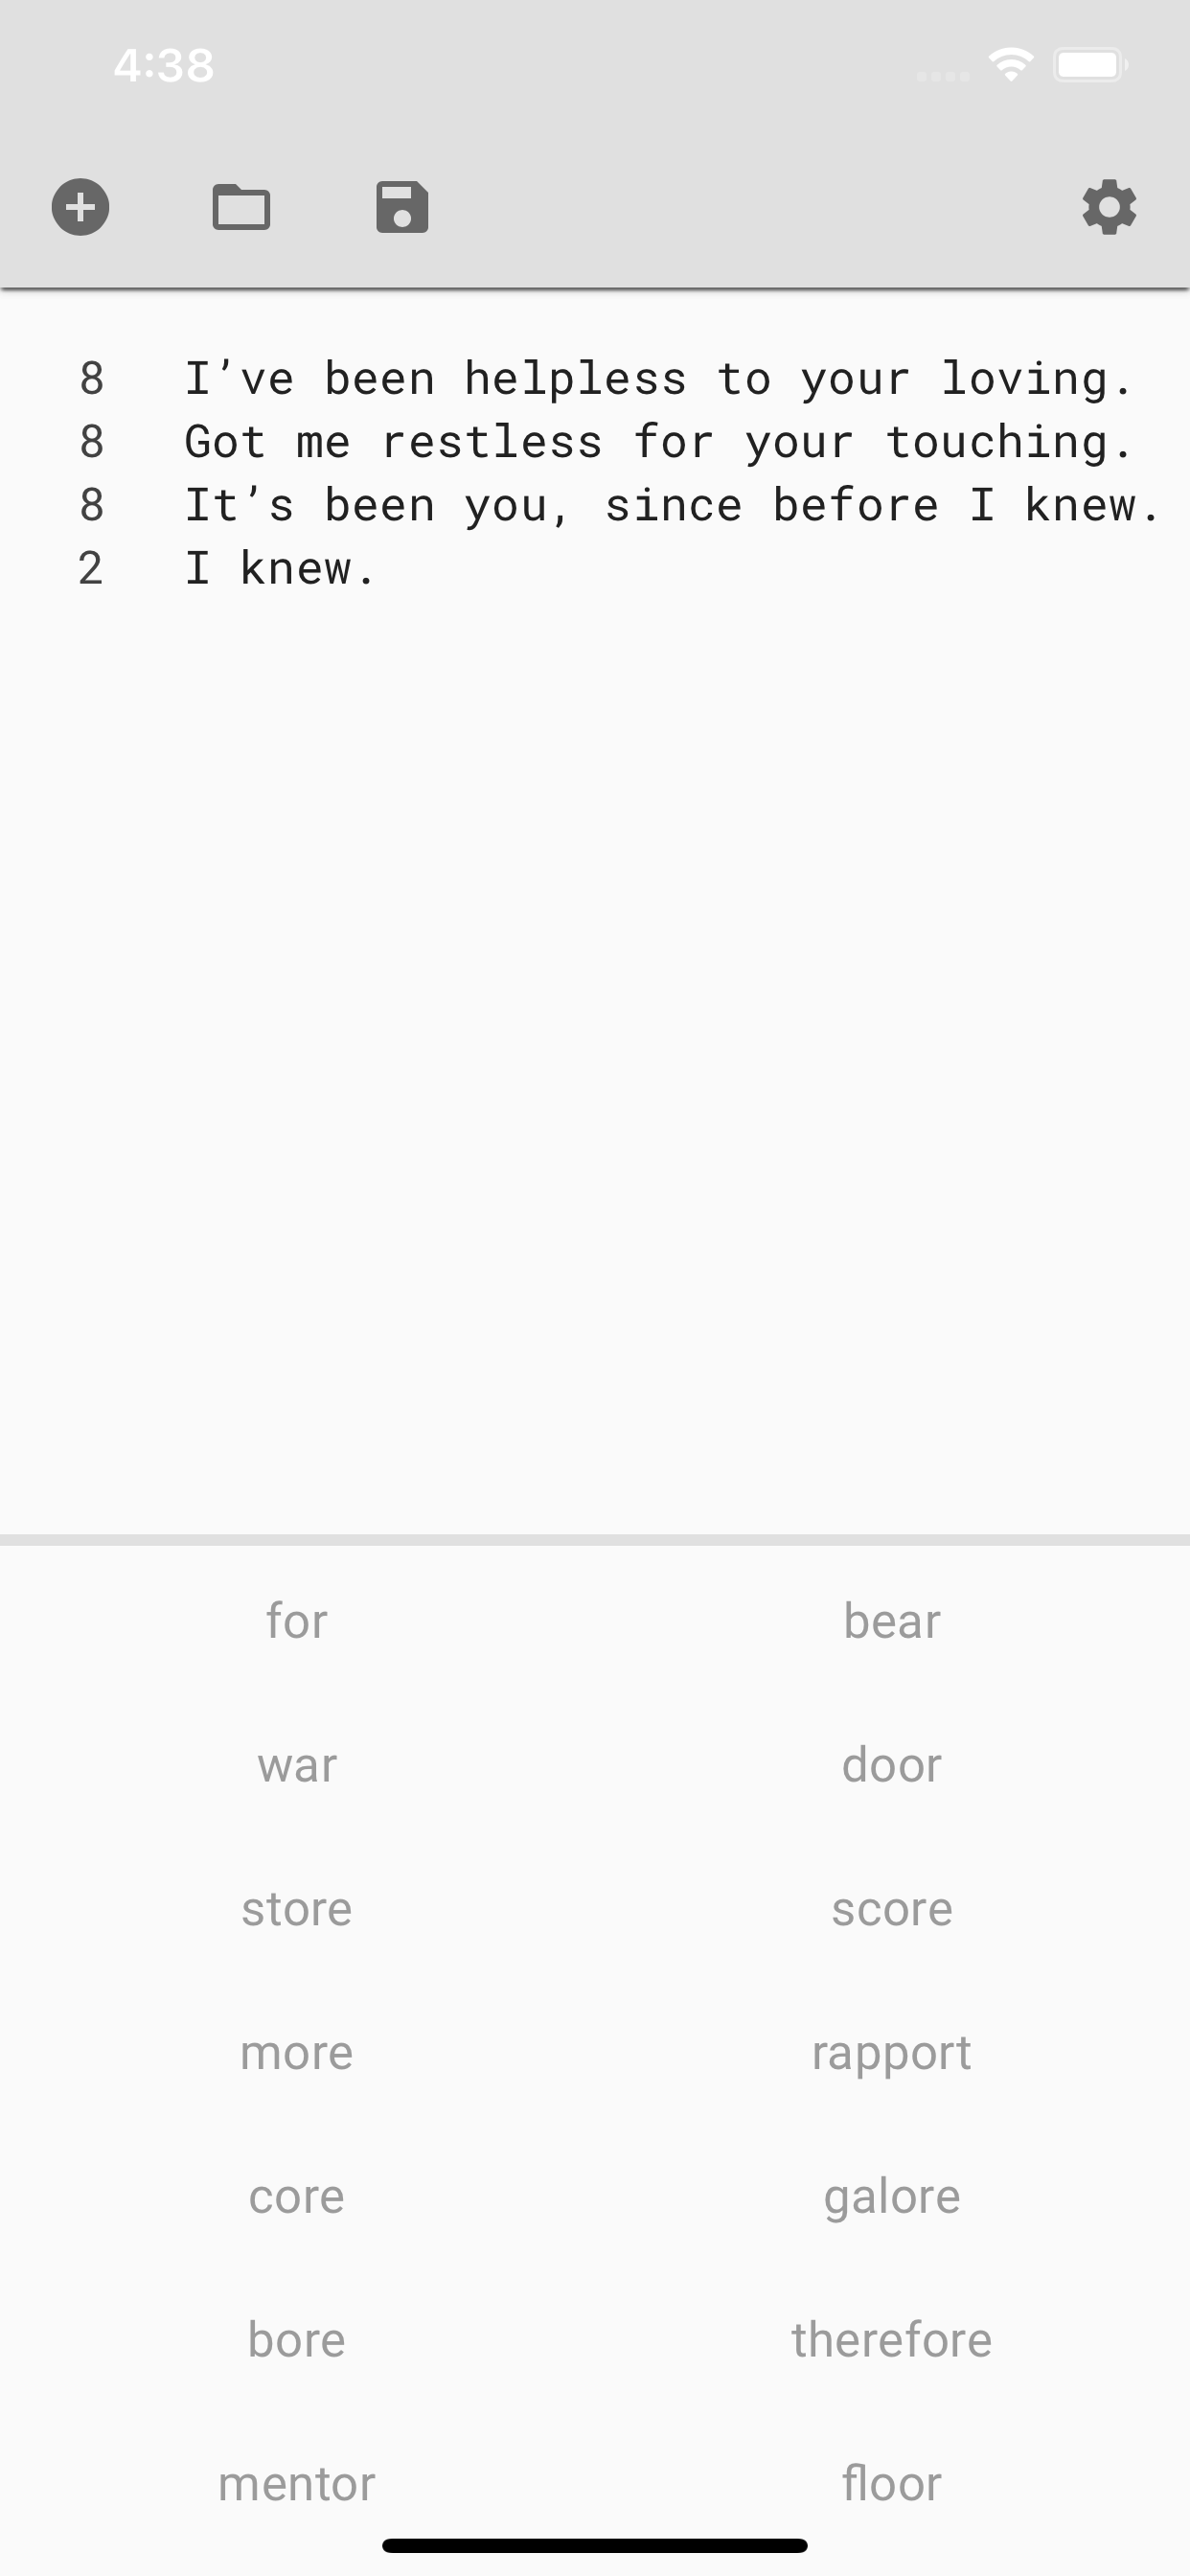 4:38
8 I’ve been helpless to your loving.
8 Got me restless for your touching.
8 It’s been you, since before I knew.
2 I knew.
for bear
war door
store score
more rapport
core galore
bore therefore
mentor floor